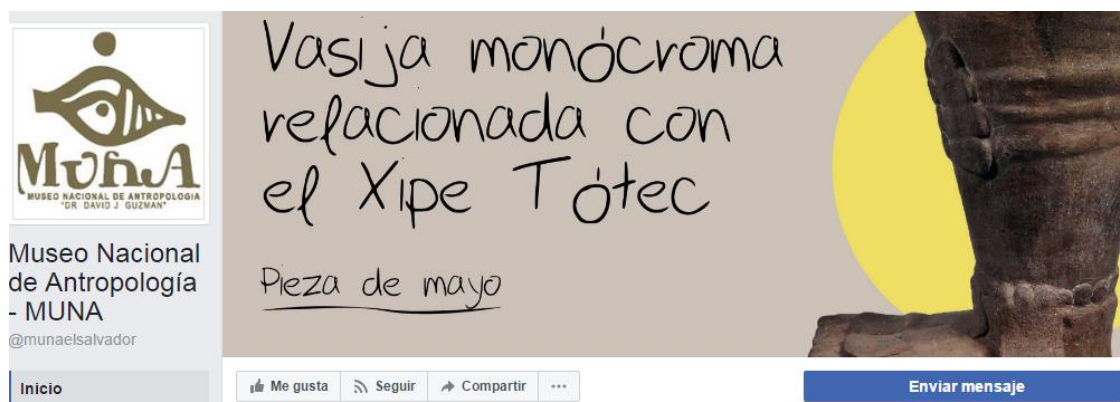 MUÑA
MUSEO NACIONAL DE ANTROPOLOGIA
"DR. DAVID J. GUZMAN"
Museo Nacional
de Antropología
- MUNA
@munaelsalvador
Inicio
Vasija monócroma
relacionada con
el Xipe Tótec
Pieza de mayo
Me gusta Seguir Compartir ...
Enviar mensaje